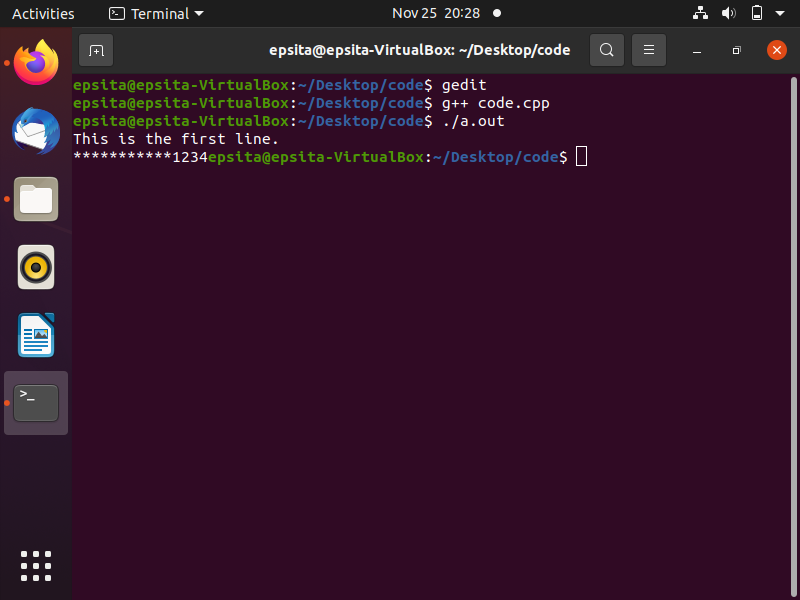 Activities Terminal Nov 25 20:28
epsita@epsita-VirtualBox: ~/Desktop/code
epsita@epsita-VirtualBox:~/Desktop/code$ gedit
epsita@epsita-VirtualBox:~/Desktop/code$ g++ code.cpp
epsita@epsita-VirtualBox:~/Desktop/code$ ./a.out
This is the first line.
***********1234epsita@epsita-VirtualBox:~/Desktop/code$
>_